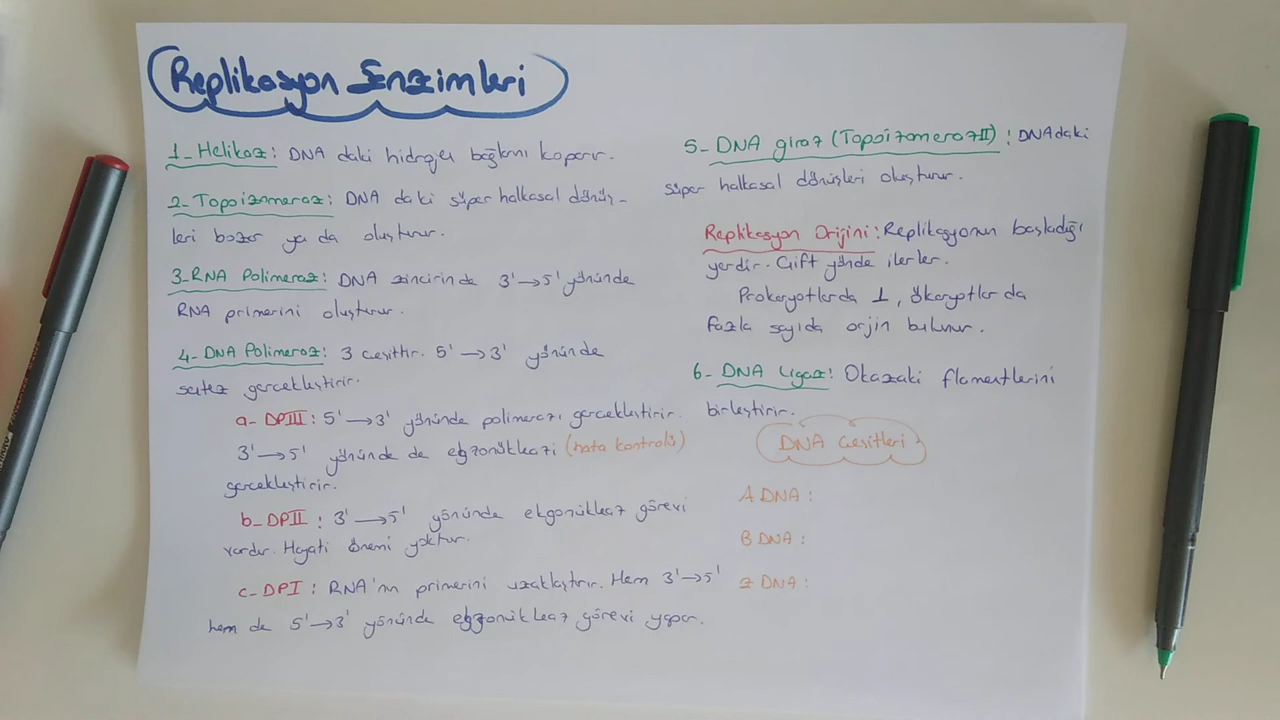 Replikasyon Enzimleri
1- Helikaz: DNA daki hidrojen bağlarını koparır.
2- Topoizomeraz: DNA daki süper halkasal dönüş-
leri bozar ya da oluşturur.
3-RNA Polimeraz: DNA zincirinde 3'→5' yönünde
RNA primerini oluşturur.
4- DNA Polimeraz: 3 çeşittir. 5'→3' yönünde
sentez gerçekleştirir.
a- DPIII: 5'→3' yönünde polimerazı gerçekleştirir.
3'→5' yönünde de ekzonükleazi (hata kontrolü)
gerçekleştirir.
b- DPII: 3'→5' yönünde ekzonükleaz görevi
vardır. Hayati önemi yoktur.
c- DPI: RNA'nın primerini uzaklaştırır. Hem 3'→5'
hem de 5'→3' yönünde ekzonükleaz görevi yapar.
5- DNA giraz (Topoizomeraz II): DNAdaki
süper halkasal dönüşleri oluşturur.
Replikasyon Orijini: Replikasyonun başladığı
yerdir. Çift yönde ilerler.
Prokaryotlarda 1, ökaryotlar da
fazla sayıda orjin bulunur.
6- DNA Ligaz: Okazaki flamentlerini
birleştirir.
DNA Çeşitleri
A DNA:
B DNA:
Z DNA: